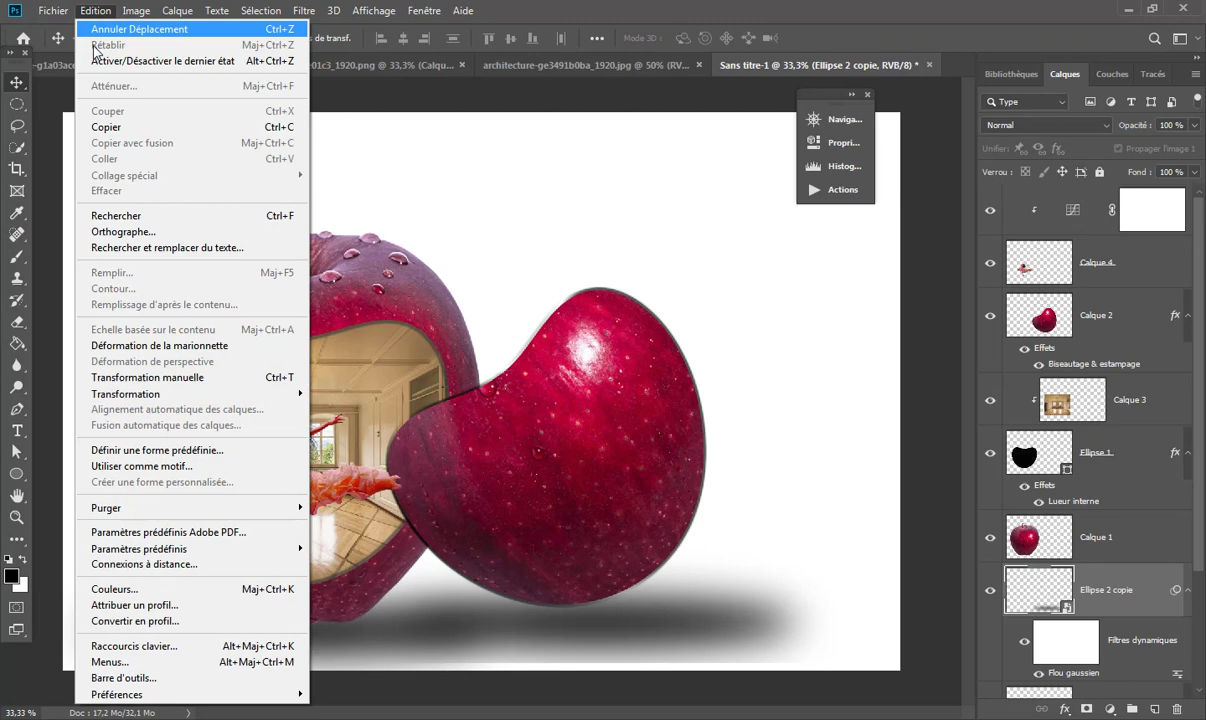 Ps Fichier Edition Image Calque Texte Sélection Filtre 3D Affichage Fenêtre Aide
Annuler Déplacement Ctrl+Z
Rétablir Maj+Ctrl+Z
Activer/Désactiver le dernier état Alt+Ctrl+Z
Atténuer... Maj+Ctrl+F
Couper Ctrl+X
Copier Ctrl+C
Copier avec fusion Maj+Ctrl+C
Coller Ctrl+V
Collage spécial
Effacer
Rechercher Ctrl+F
Orthographe...
Rechercher et remplacer du texte...
Remplir... Maj+F5
Contour...
Remplissage d'après le contenu...
Echelle basée sur le contenu Maj+Ctrl+A
Déformation de la marionnette
Déformation de perspective
Transformation manuelle Ctrl+T
Transformation
Alignement automatique des calques...
Fusion automatique des calques...
Définir une forme prédéfinie...
Utiliser comme motif...
Créer une forme personnalisée...
Purger
Paramètres prédéfinis Adobe PDF...
Paramètres prédéfinis
Connexions à distance...
Couleurs... Maj+Ctrl+K
Attribuer un profil...
Convertir en profil...
Raccourcis clavier... Alt+Maj+Ctrl+K
Menus... Alt+Maj+Ctrl+M
Barre d'outils...
Préférences
s de transf. Mode 3D :
-g1a03ac 01c3_1920.png @ 33,3% (Calqu... × architecture-ge3491b0ba_1920.jpg @ 50% (RV... × Sans titre-1 @ 33,3% (Ellipse 2 copie, RVB/8) * ×
Naviga...
Propri...
Histog...
Actions
Bibliothèques Calques Couches Tracés
Type
Normal Opacité : 100 %
Unifier : Propager l'image 1
Verrou : Fond : 100 %
Calque 4
Calque 2 fx
Effets
Biseautage & estampage
Calque 3
Ellipse 1 fx
Effets
Lueur interne
Calque 1
Ellipse 2 copie
Filtres dynamiques
Flou gaussien
33,33 % Doc : 17,2 Mo/32,1 Mo